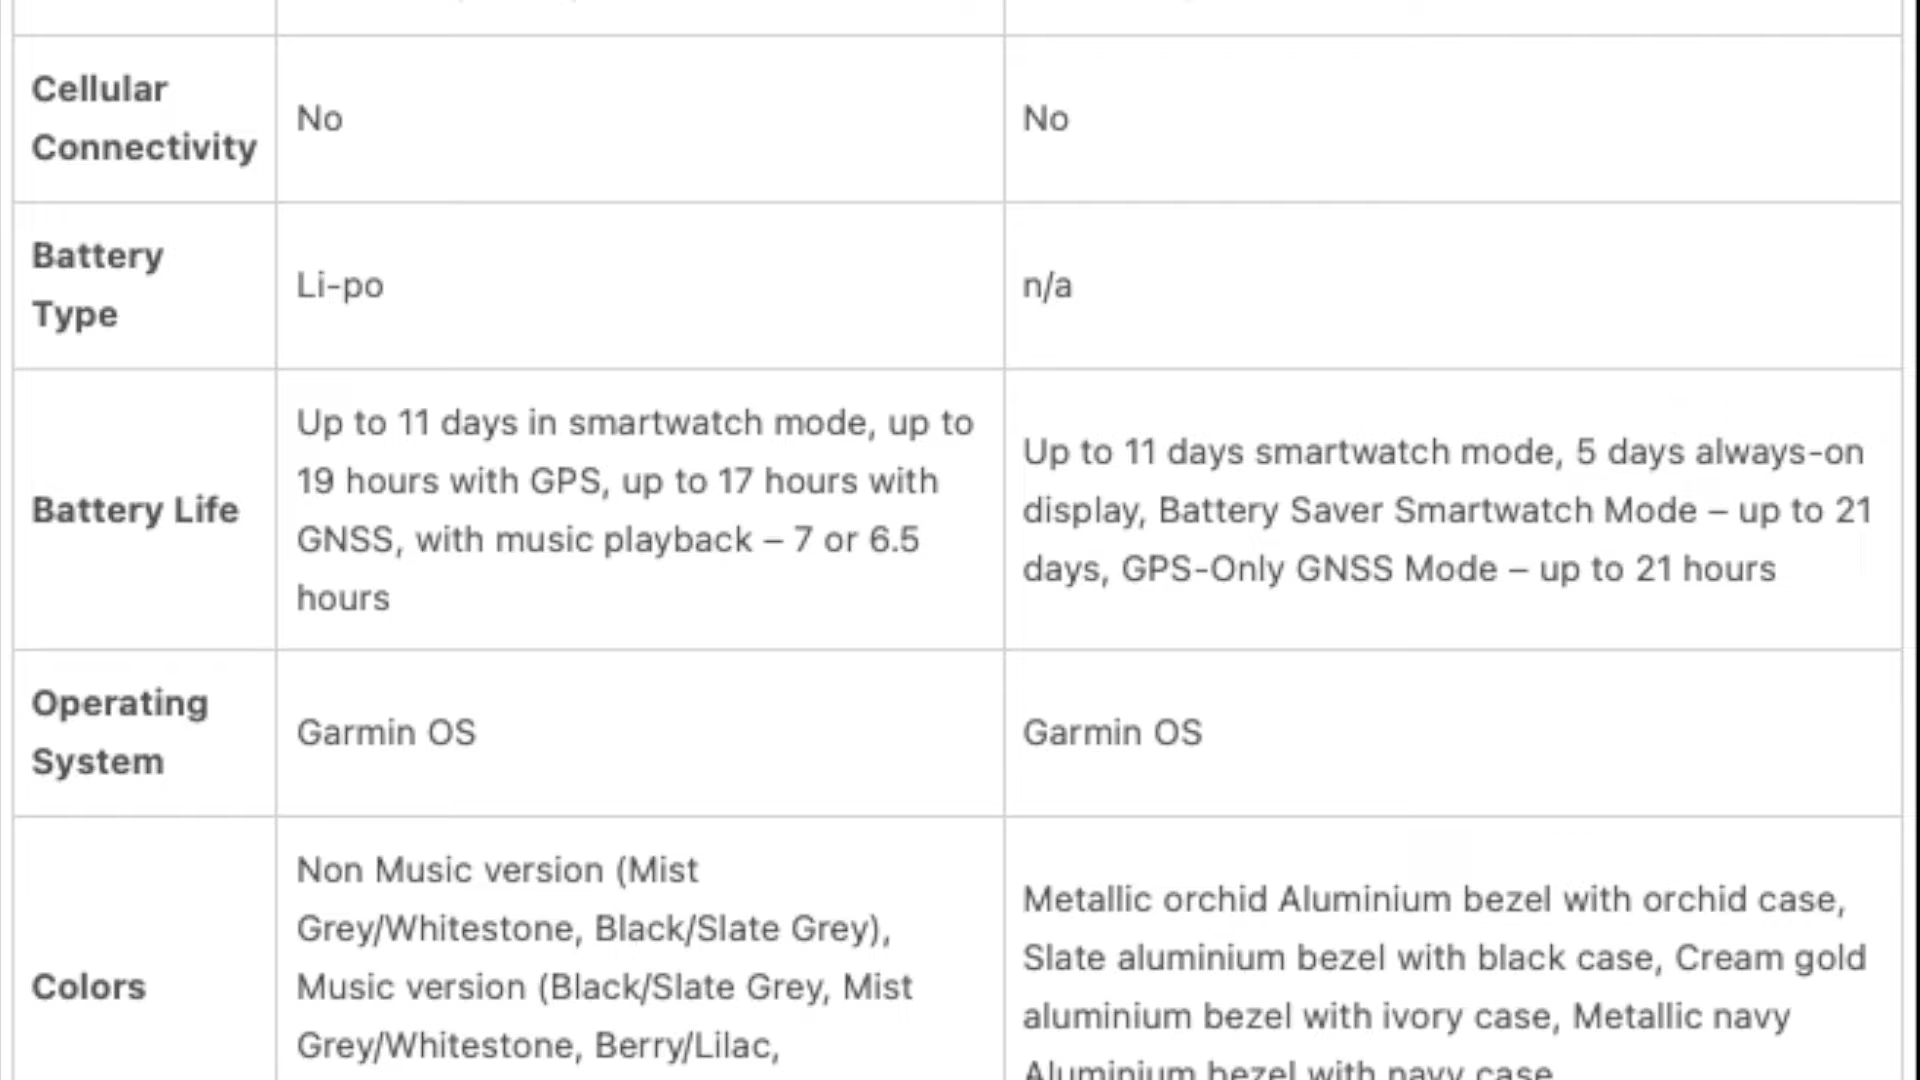 Cellular
Connectivity
No
No
Battery
Type
Li-po
n/a
Battery Life
Up to 11 days in smartwatch mode, up to
19 hours with GPS, up to 17 hours with
GNSS, with music playback – 7 or 6.5
hours
Up to 11 days smartwatch mode, 5 days always-on
display, Battery Saver Smartwatch Mode – up to 21
days, GPS-Only GNSS Mode – up to 21 hours
Operating
System
Garmin OS
Garmin OS
Colors
Non Music version (Mist
Grey/Whitestone, Black/Slate Grey),
Music version (Black/Slate Grey, Mist
Grey/Whitestone, Berry/Lilac,
Metallic orchid Aluminium bezel with orchid case,
Slate aluminium bezel with black case, Cream gold
aluminium bezel with ivory case, Metallic navy
Aluminium bezel with navy case